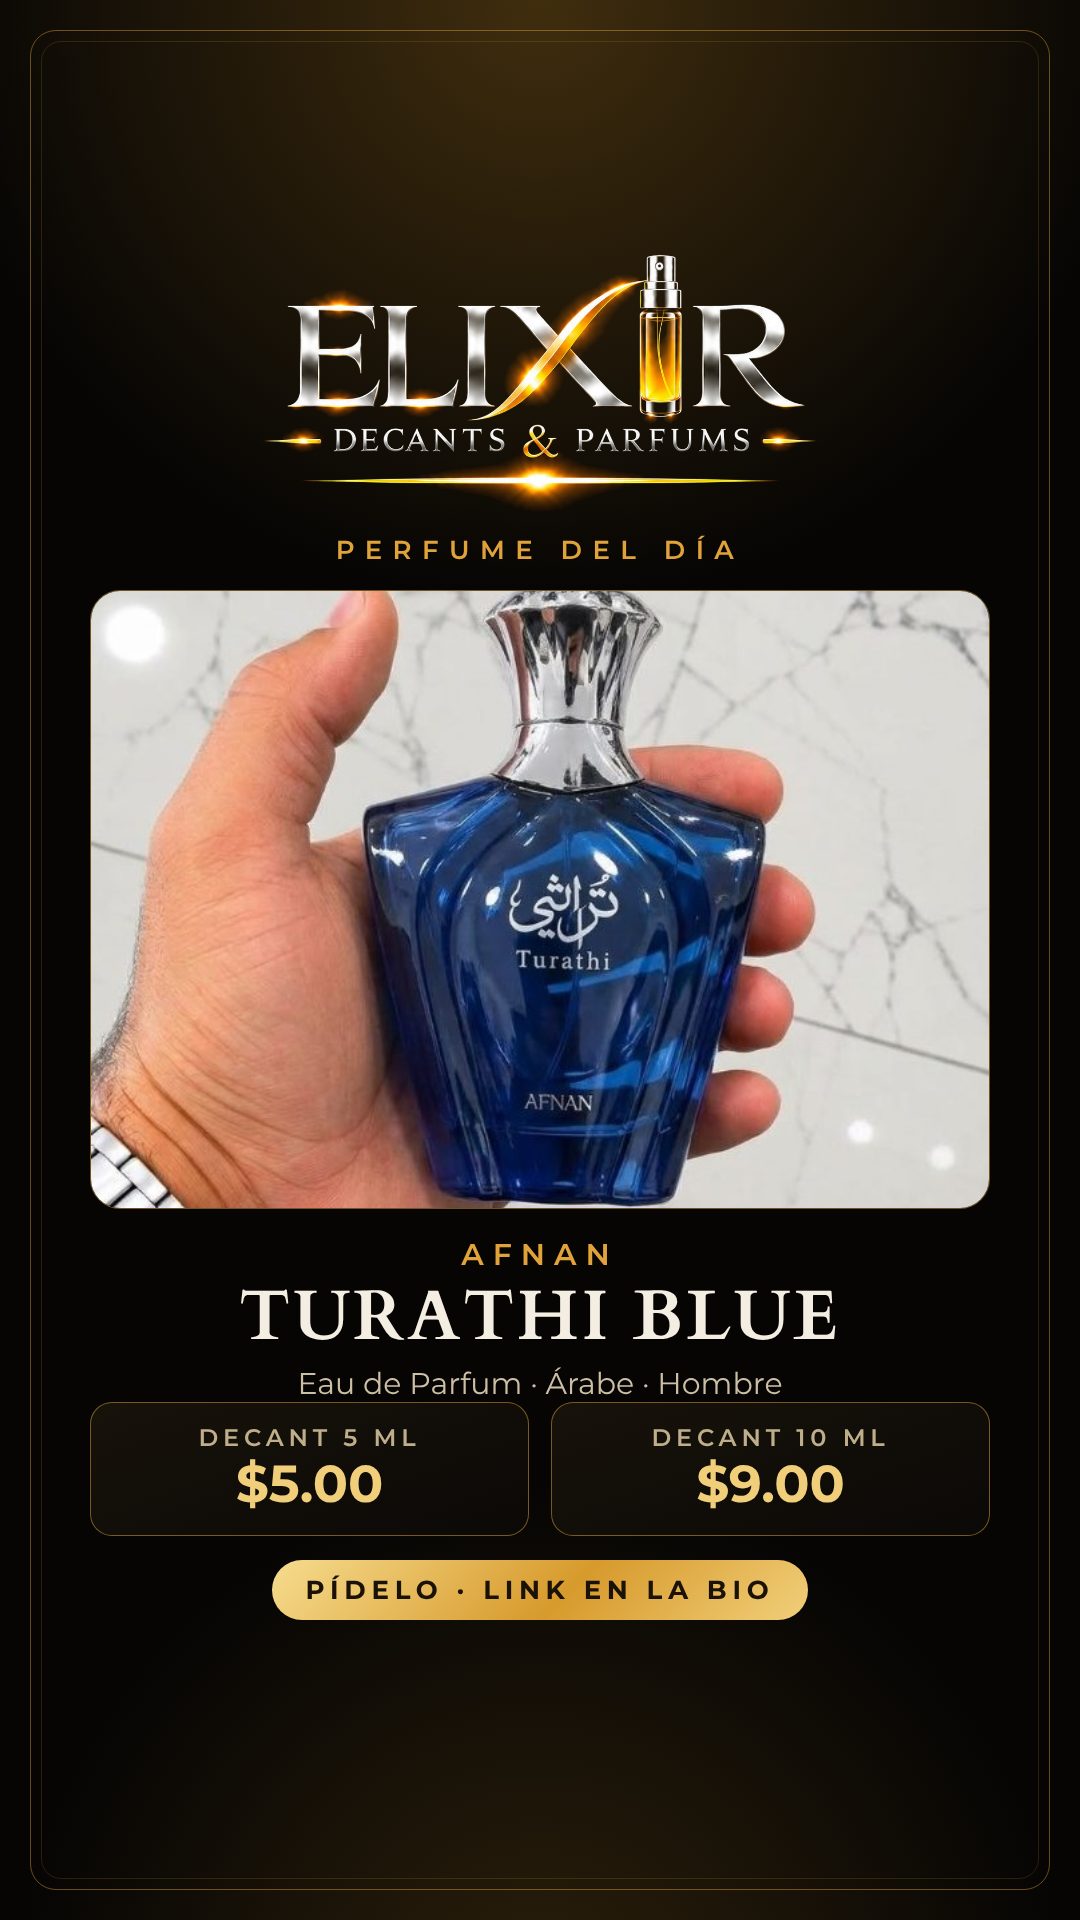 ELIXIR
DECANTS & PARFUMS
PERFUME DEL DÍA
تُراثي
Turathi
AFNAN
AFNAN
TURATHI BLUE
Eau de Parfum · Árabe · Hombre
DECANT 5 ML
$5.00
DECANT 10 ML
$9.00
PÍDELO · LINK EN LA BIO